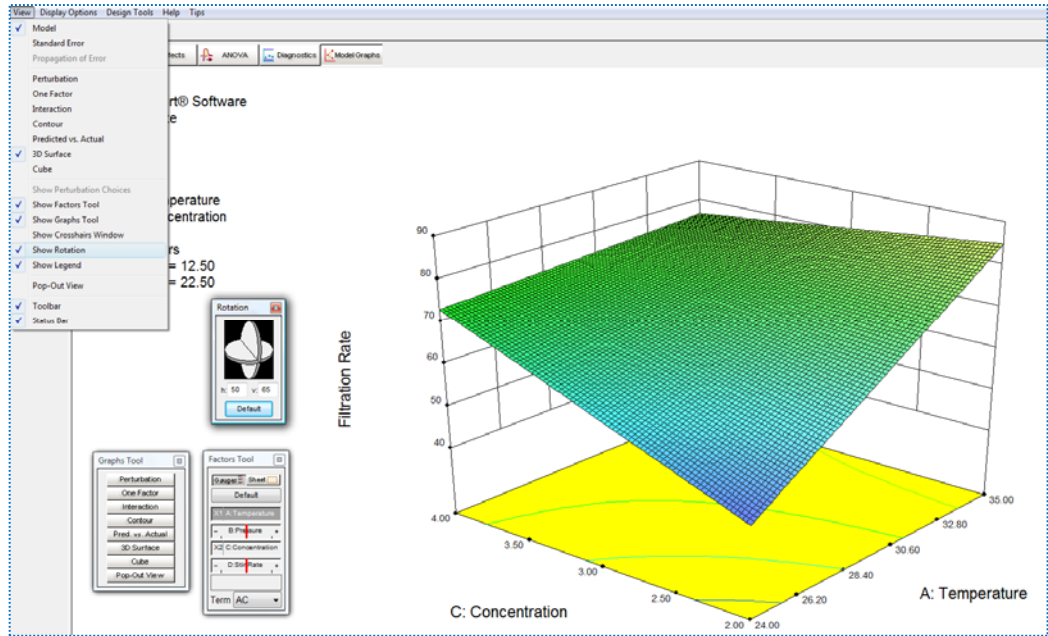 View Display Options Design Tools Help Tips
Model
Standard Error
Propagation of Error
Perturbation
One Factor
Interaction
Contour
Predicted vs. Actual
3D Surface
Cube
Show Perturbation Choices
Show Factors Tool
Show Graphs Tool
Show Crosshairs Window
Show Rotation
Show Legend
Pop-Out View
Toolbar
Status Bar
ects ANOVA Diagnostics Model Graphs
rt® Software
e
perature
centration
rs
= 12.50
= 22.50
Rotation
h: 50 v: 65
Default
Graphs Tool
Perturbation
One Factor
Interaction
Contour
Pred. vs. Actual
3D Surface
Cube
Pop-Out View
Factors Tool
Gauges Sheet
Default
X1 A:Temperature
- B:Pressure +
X2 C:Concentration
- D:Stir Rate +
Term AC
Filtration Rate
90
80
70
60
50
40
4.00
3.50
3.00
2.50
2.00
C: Concentration
24.00
26.20
28.40
30.60
32.80
35.00
A: Temperature